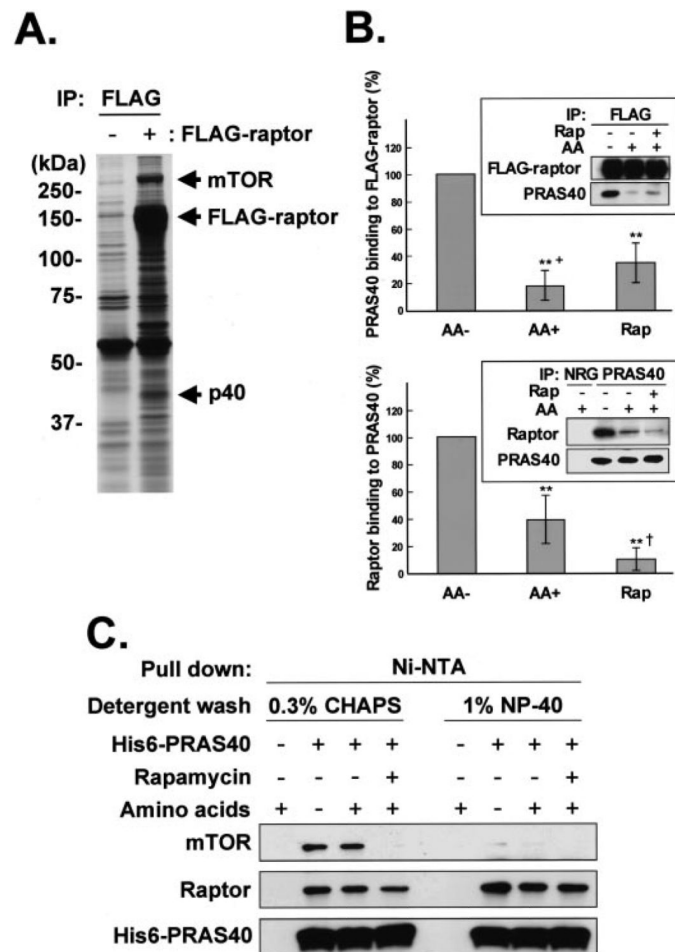 A.
IP: FLAG
- + : FLAG-raptor
(kDa)
250-
mTOR
150-
FLAG-raptor
100-
75-
50-
p40
37-
B.
PRAS40 binding to FLAG-raptor (%)
120
100
80
60
40
20
0
AA- AA+ Rap
** +
**
IP: FLAG
Rap - - +
AA - + +
FLAG-raptor
PRAS40
Raptor binding to PRAS40 (%)
120
100
80
60
40
20
0
AA- AA+ Rap
**
** †
IP: NRG PRAS40
Rap - - - +
AA + - + +
Raptor
PRAS40
C.
Pull down: Ni-NTA
Detergent wash 0.3% CHAPS 1% NP-40
His6-PRAS40 - + + + - + + +
Rapamycin - - - + - - - +
Amino acids + - + + + - + +
mTOR
Raptor
His6-PRAS40